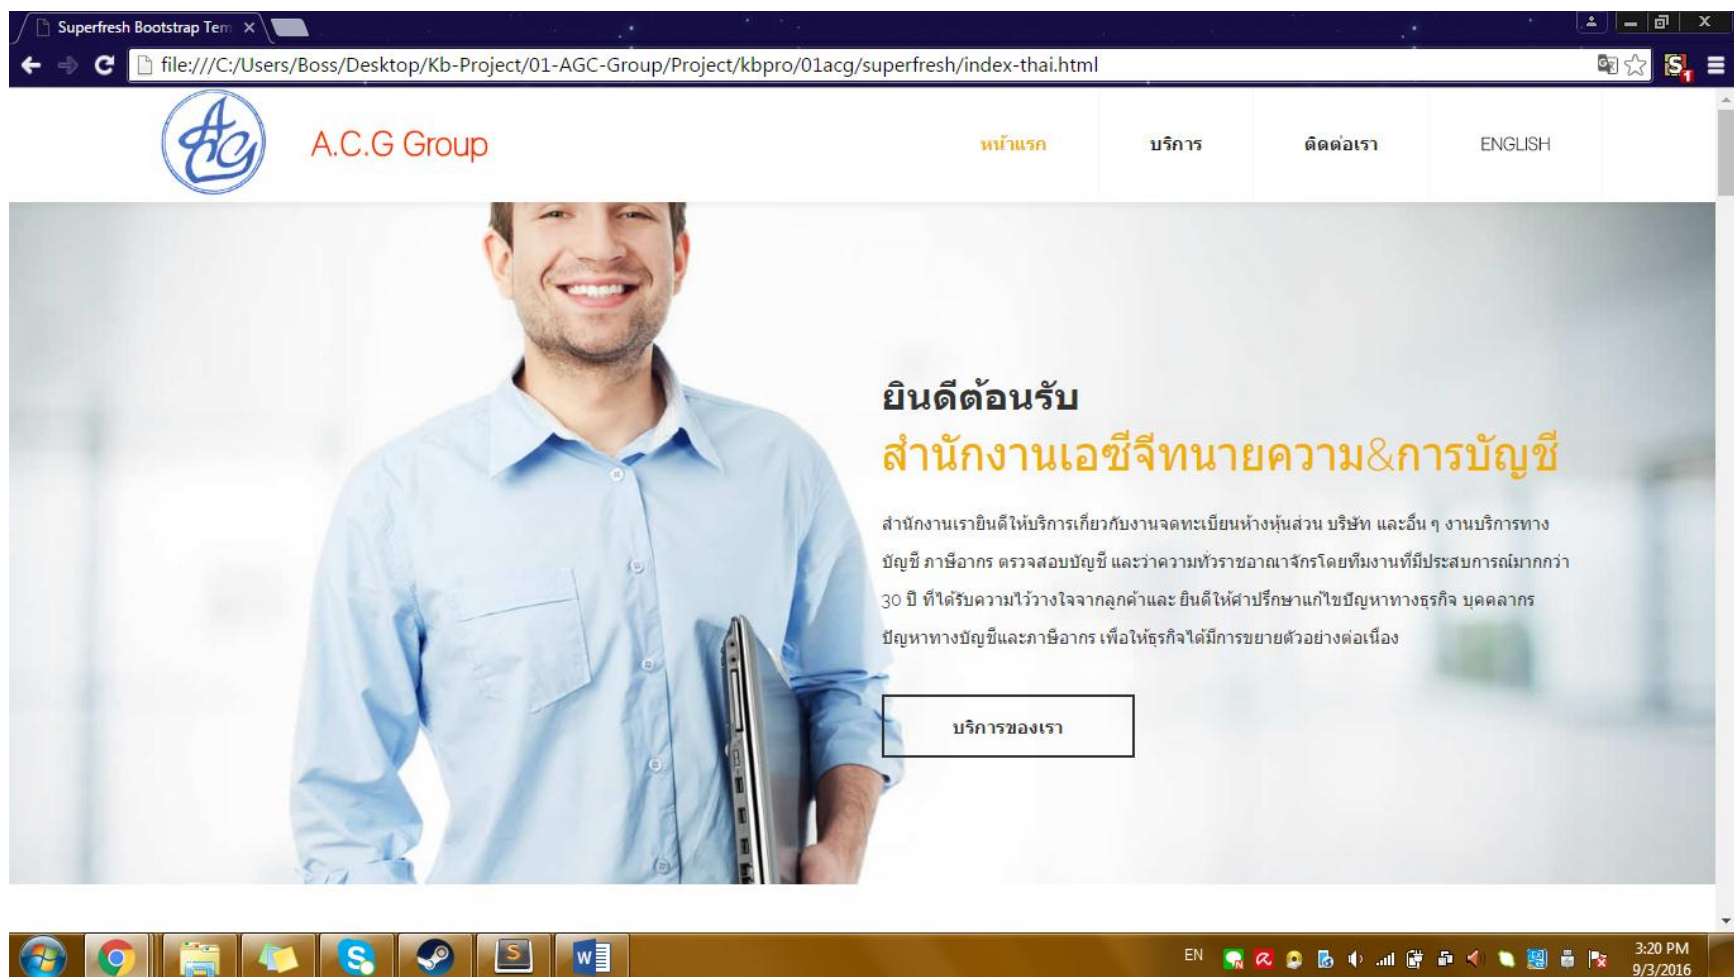 Superfresh Bootstrap Tem
file:///C:/Users/Boss/Desktop/Kb-Project/01-AGC-Group/Project/kbpro/01acg/superfresh/index-thai.html
ACG
A.C.G Group
หน้าแรก
บริการ
ติดต่อเรา
ENGLISH
ยินดีต้อนรับ
สำนักงานเอซีจีทนายความ&การบัญชี
สำนักงานเรายินดีให้บริการเกี่ยวกับงานจดทะเบียนห้างหุ้นส่วน บริษัท และอื่น ๆ งานบริการทาง
บัญชี ภาษีอากร ตรวจสอบบัญชี และว่าความทั่วราชอาณาจักรโดยทีมงานที่มีประสบการณ์มากกว่า
30 ปี ที่ได้รับความไว้วางใจจากลูกค้าและ ยินดีให้คำปรึกษาแก้ไขปัญหาทางธุรกิจ บุคคลากร
ปัญหาทางบัญชีและภาษีอากร เพื่อให้ธุรกิจได้มีการขยายตัวอย่างต่อเนื่อง
บริการของเรา
EN
3:20 PM
9/3/2016